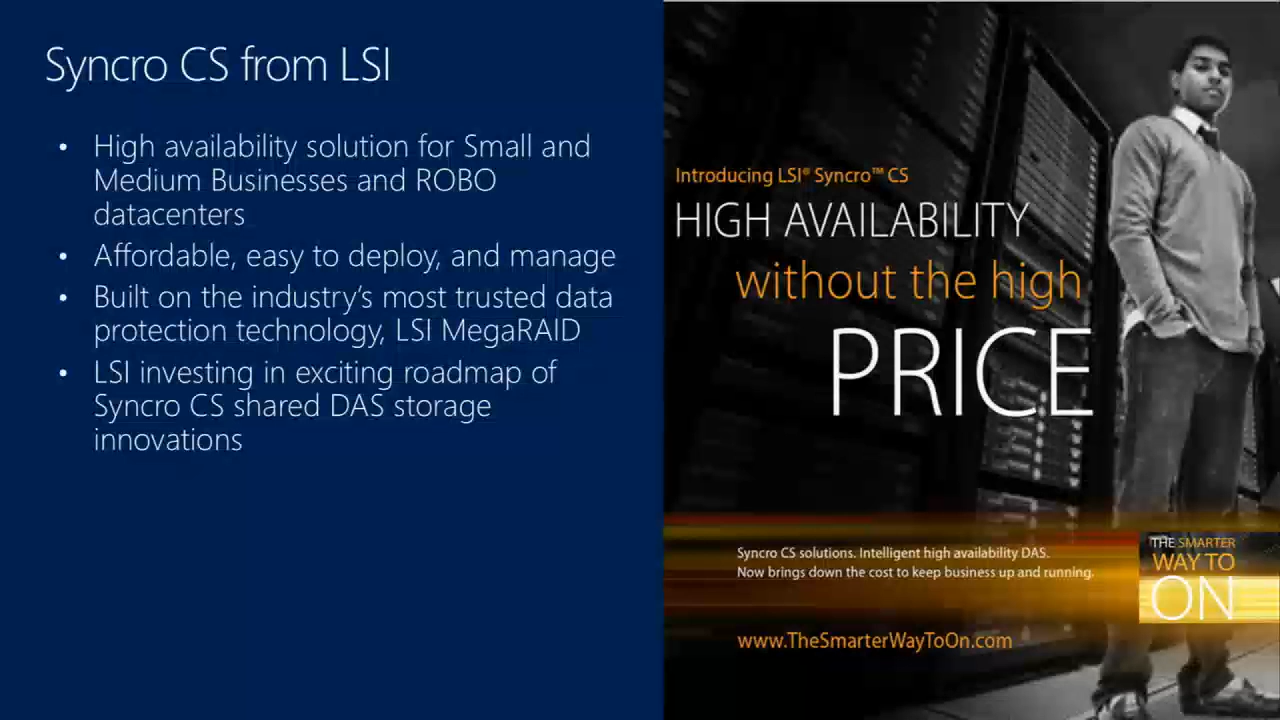 Syncro CS from LSI
• High availability solution for Small and
Medium Businesses and ROBO
datacenters
• Affordable, easy to deploy, and manage
• Built on the industry's most trusted data
protection technology, LSI MegaRAID
• LSI investing in exciting roadmap of
Syncro CS shared DAS storage
innovations
Introducing LSI® Syncro™ CS
HIGH AVAILABILITY
without the high
PRICE
Syncro CS solutions. Intelligent high availability DAS.
Now brings down the cost to keep business up and running.
THE SMARTER
WAY TO
ON
www.TheSmarterWayToOn.com